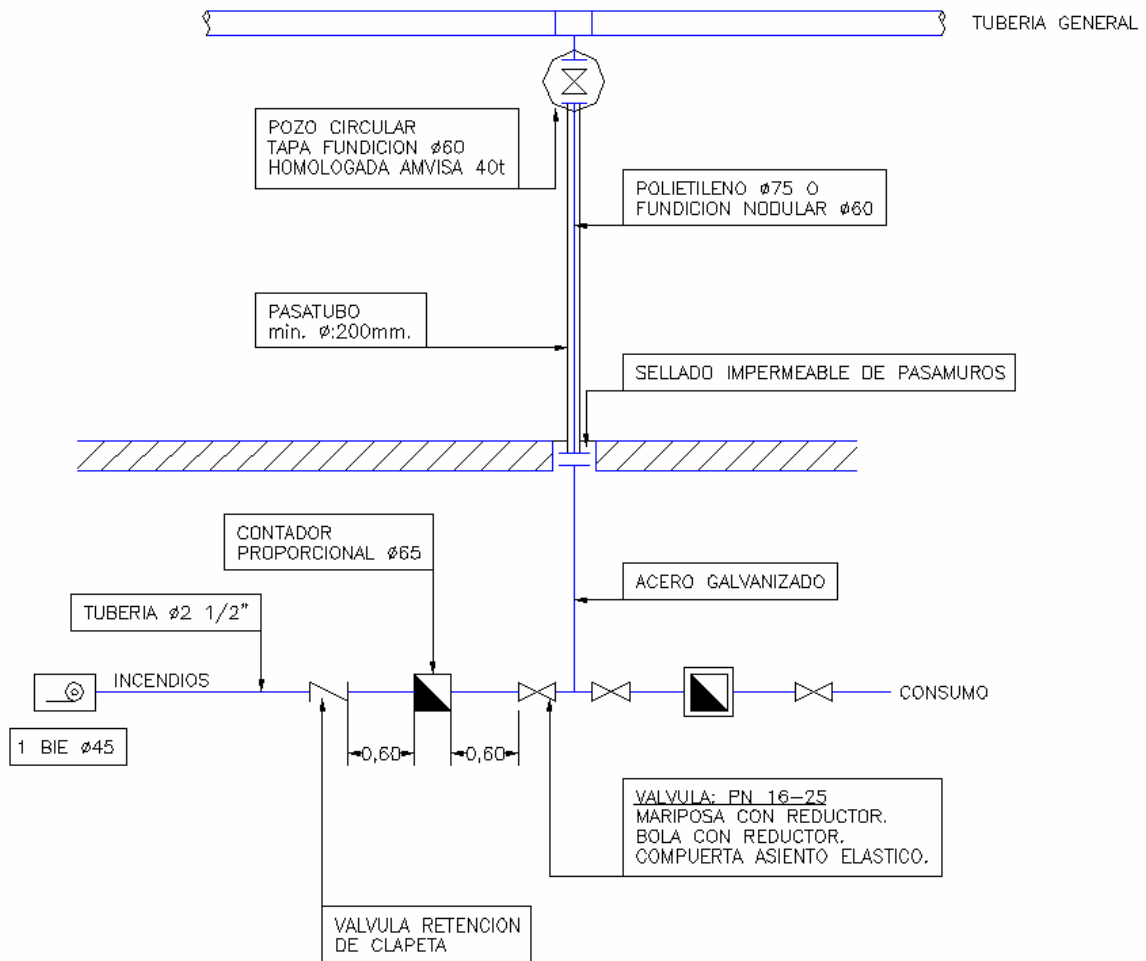 TUBERIA GENERAL
POZO CIRCULAR
TAPA FUNDICION ø60
HOMOLOGADA AMVISA 40t
POLIETILENO ø75 O
FUNDICION NODULAR ø60
PASATUBO
min. ø:200mm.
SELLADO IMPERMEABLE DE PASAMUROS
CONTADOR
PROPORCIONAL ø65
ACERO GALVANIZADO
TUBERIA ø2 1/2"
INCENDIOS
CONSUMO
1 BIE ø45
0,60
0,60
VALVULA: PN 16-25
MARIPOSA CON REDUCTOR.
BOLA CON REDUCTOR.
COMPUERTA ASIENTO ELASTICO.
VALVULA RETENCION
DE CLAPETA